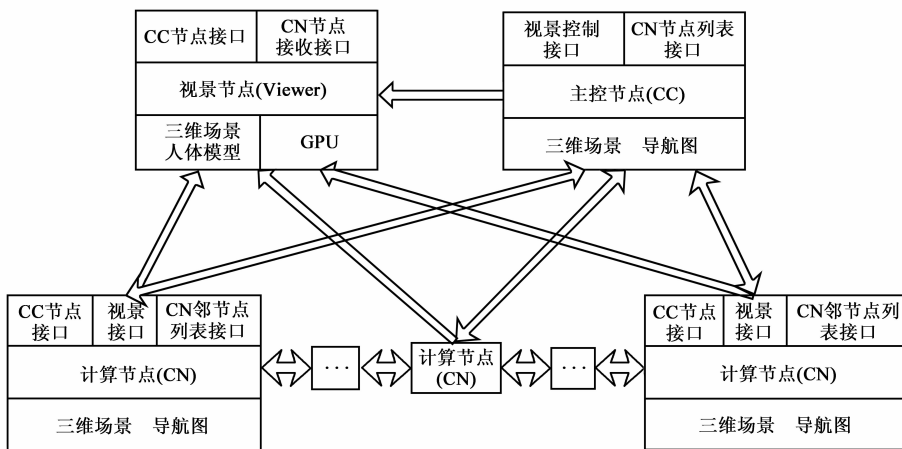 CC节点接口
CN节点
接收接口
视景节点(Viewer)
三维场景
人体模型
GPU
视景控制
接口
CN节点列表
接口
主控节点(CC)
三维场景 导航图
CC节点
接口
视景
接口
CN邻节点
列表接口
计算节点(CN)
三维场景 导航图
···
计算节点
(CN)
···
CC节点
接口
视景
接口
CN邻节点列
表接口
计算节点(CN)
三维场景 导航图